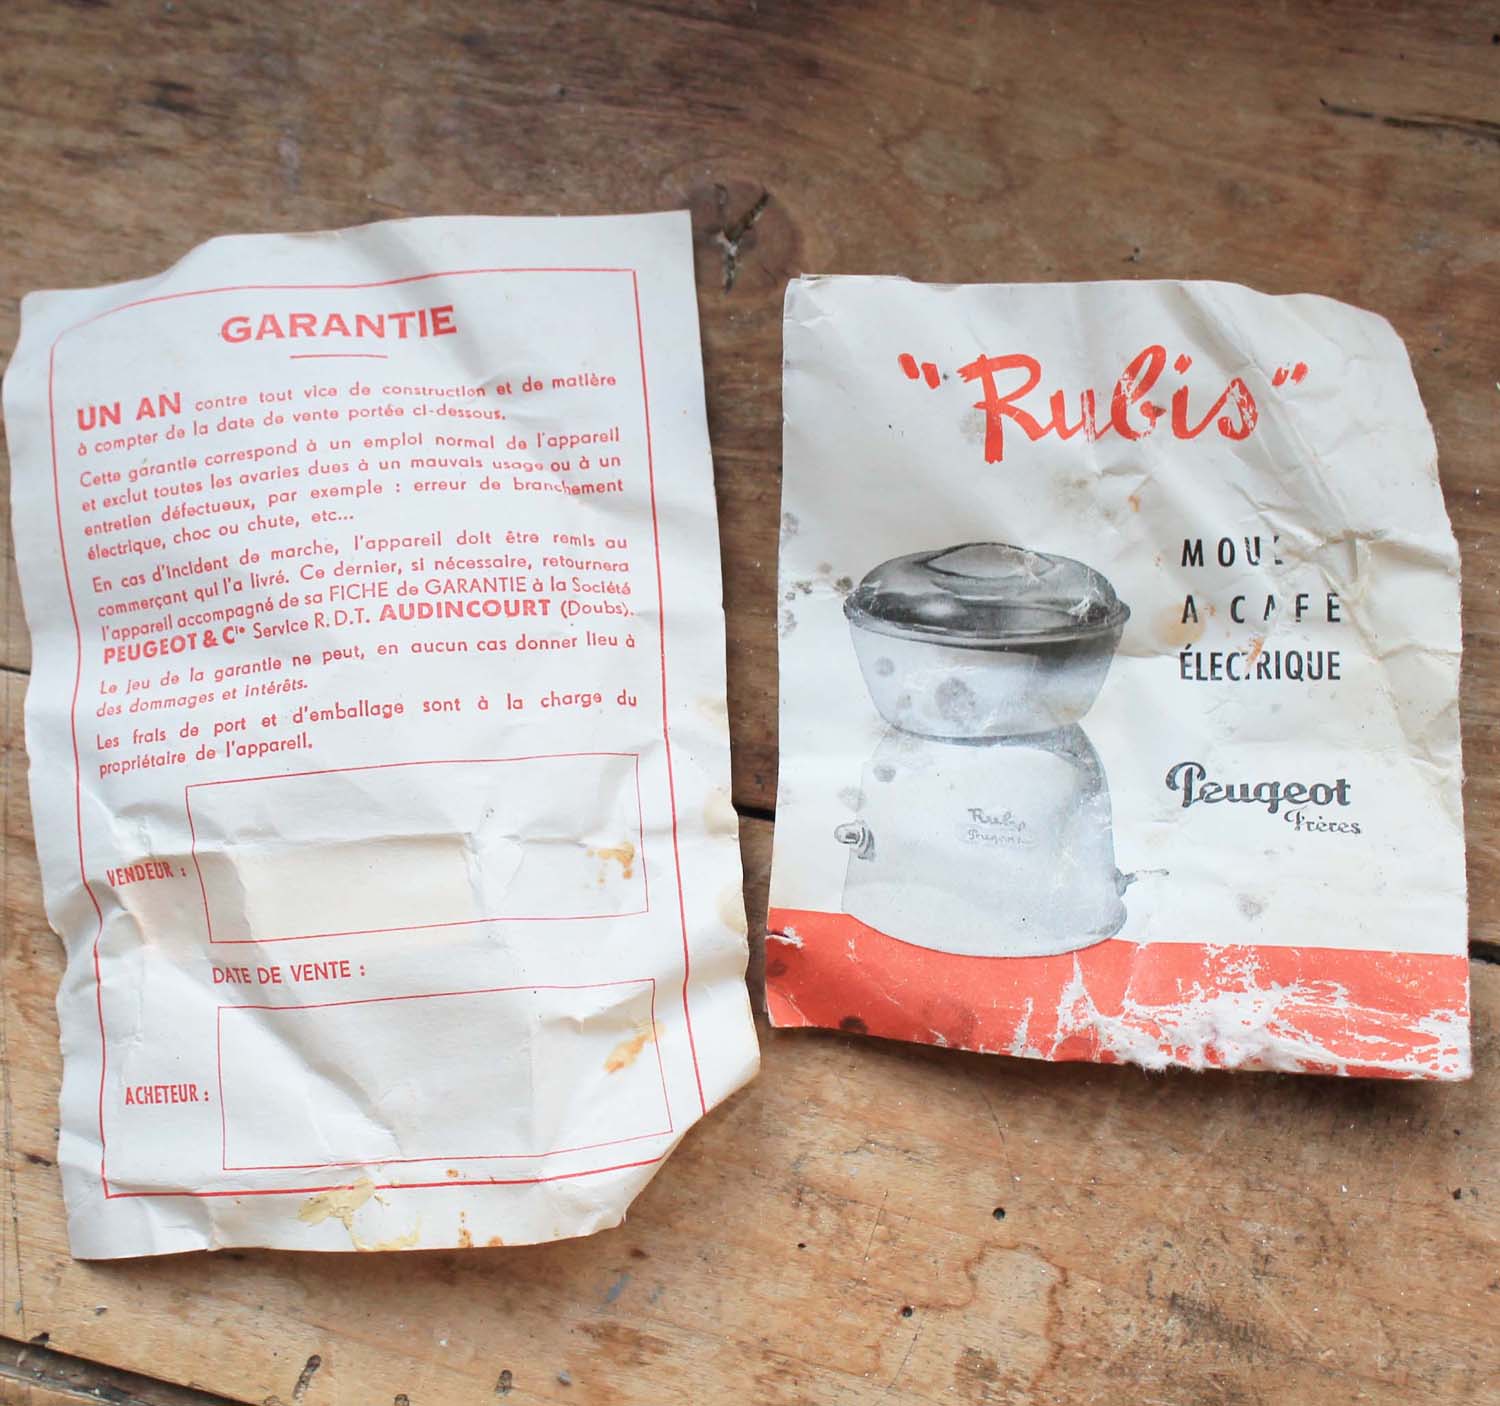 GARANTIE
UN AN contre tout vice de construction et de matière
à compter de la date de vente portée ci-dessous.
Cette garantie correspond à un emploi normal de l'appareil
et exclut toutes les avaries dues à un mauvais usage ou à un
entretien défectueux, par exemple : erreur de branchement
électrique, choc ou chute, etc...
En cas d'incident de marche, l'appareil doit être remis au
commerçant qui l'a livré. Ce dernier, si nécessaire, retournera
l'appareil accompagné de sa FICHE de GARANTIE à la Société
PEUGEOT & Cie Service R.D.T. AUDINCOURT (Doubs).
Le jeu de la garantie ne peut, en aucun cas donner lieu à
des dommages et intérêts.
Les frais de port et d'emballage sont à la charge du
propriétaire de l'appareil.
VENDEUR :
DATE DE VENTE :
ACHETEUR :
"Rubis"
A CAFÉ
ÉLECTRIQUE
Peugeot
Frères
Rubis
Peugeot